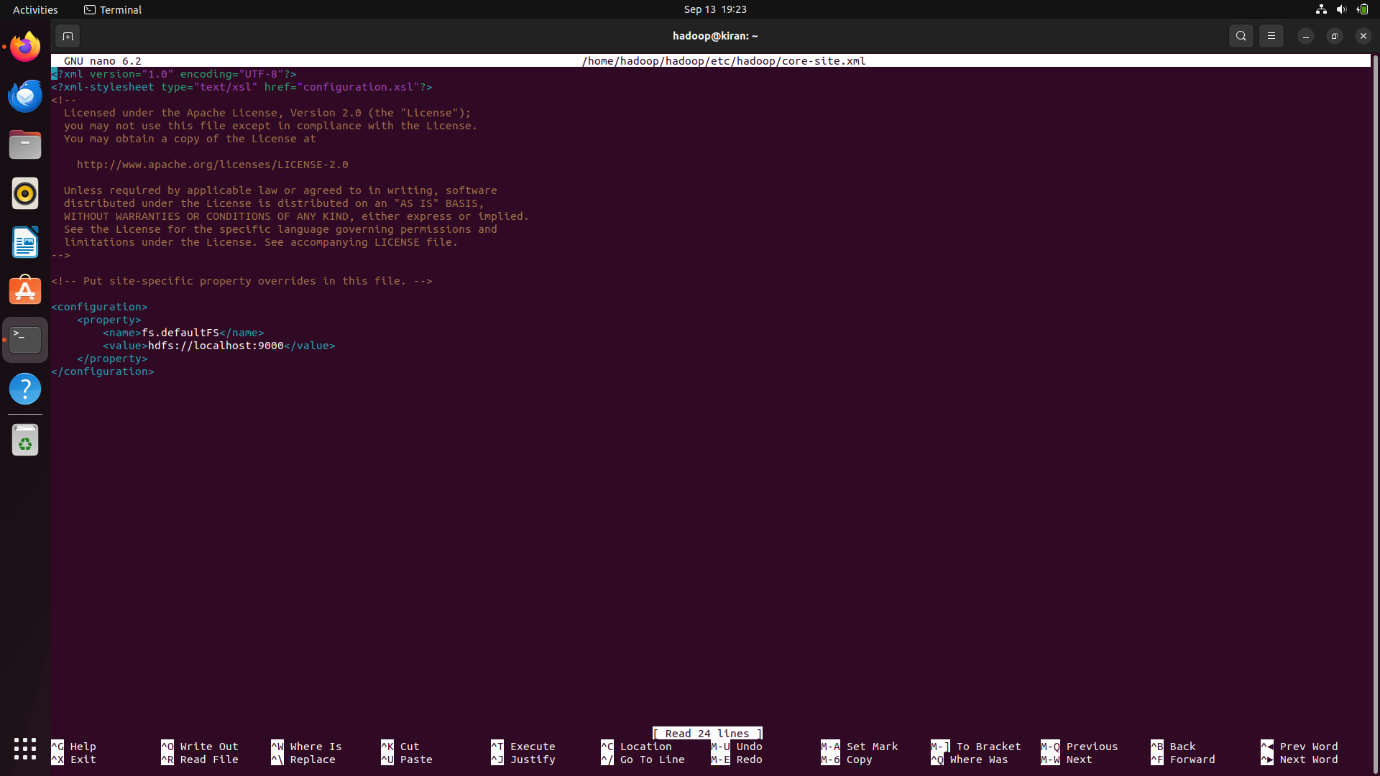 Activities Terminal Sep 13 19:23
hadoop@kiran: ~
GNU nano 6.2 /home/hadoop/hadoop/etc/hadoop/core-site.xml
<?xml version="1.0" encoding="UTF-8"?>
<?xml-stylesheet type="text/xsl" href="configuration.xsl"?>
<!--
  Licensed under the Apache License, Version 2.0 (the "License");
  you may not use this file except in compliance with the License.
  You may obtain a copy of the License at

    http://www.apache.org/licenses/LICENSE-2.0

  Unless required by applicable law or agreed to in writing, software
  distributed under the License is distributed on an "AS IS" BASIS,
  WITHOUT WARRANTIES OR CONDITIONS OF ANY KIND, either express or implied.
  See the License for the specific language governing permissions and
  limitations under the License. See accompanying LICENSE file.
-->

<!-- Put site-specific property overrides in this file. -->

<configuration>
    <property>
        <name>fs.defaultFS</name>
        <value>hdfs://localhost:9000</value>
    </property>
</configuration>
[ Read 24 lines ]
^G Help ^O Write Out ^W Where Is ^K Cut ^T Execute ^C Location M-U Undo M-A Set Mark M-] To Bracket M-Q Previous ^B Back ^◀ Prev Word
^X Exit ^R Read File ^\ Replace ^U Paste ^J Justify ^/ Go To Line M-E Redo M-6 Copy ^Q Where Was M-W Next ^F Forward ^▶ Next Word